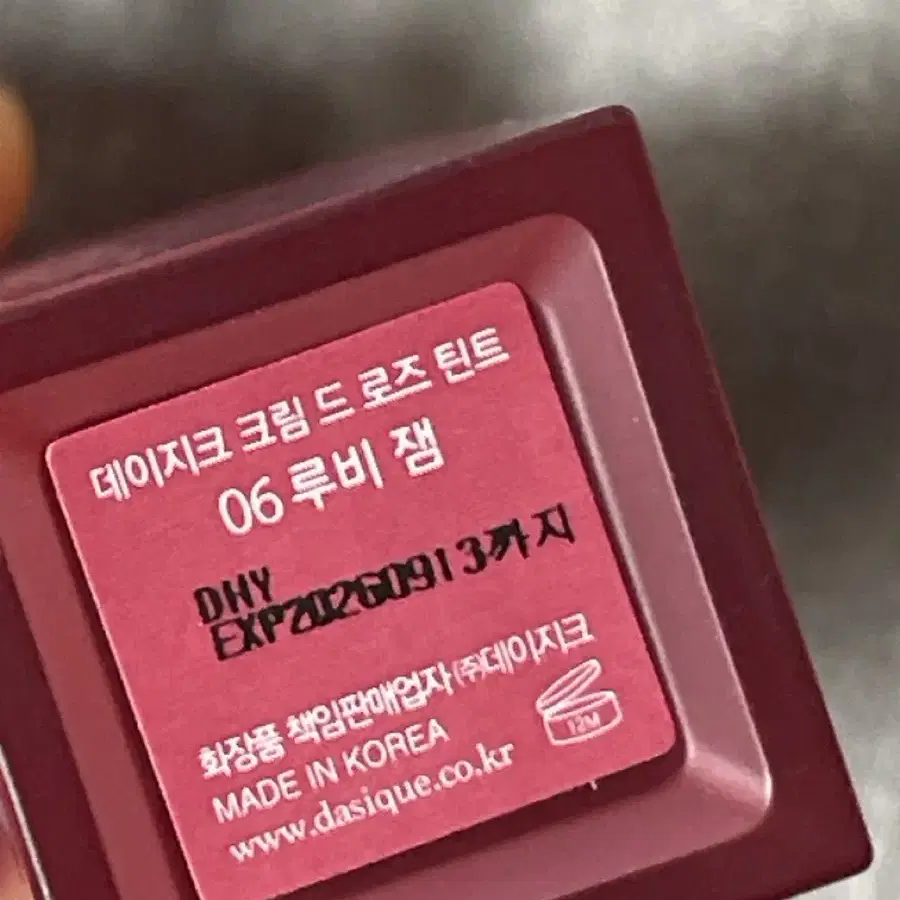 데이지크 크림 드 로즈 틴트
06 루비 잼
DHY
EXP20260913까지
화장품 책임판매업자 (주)데이지크
MADE IN KOREA
12M
www.dasique.co.kr